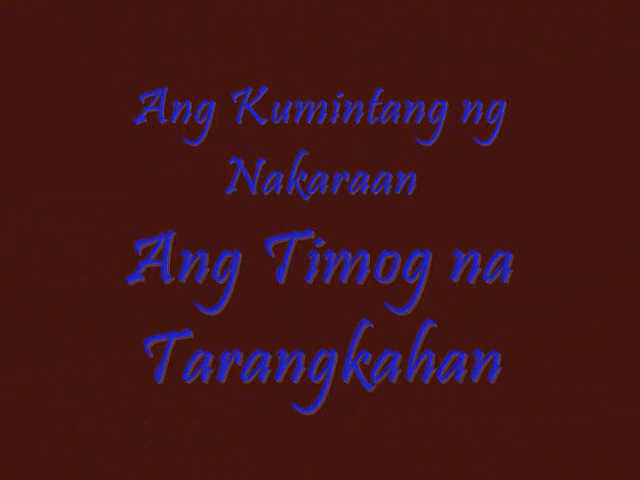 Ang Kumintang ng
Nakaraan
Ang Timog na
Tarangkahan